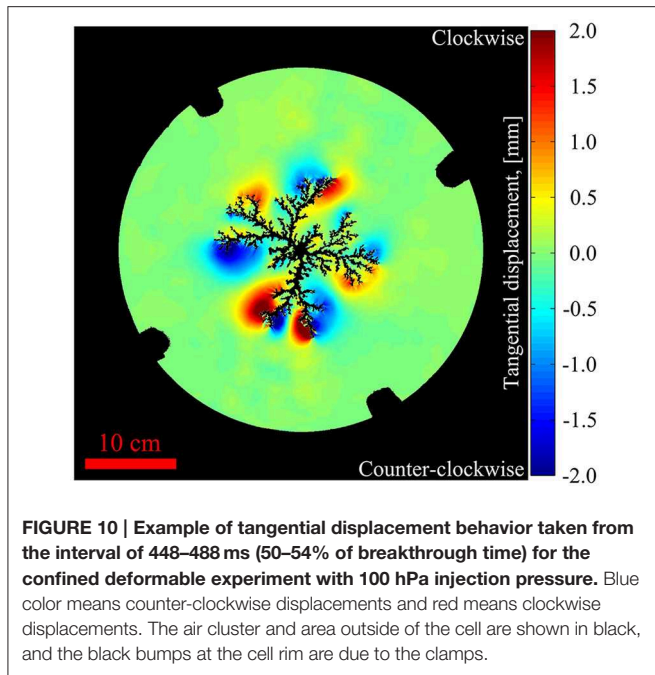 Clockwise
Tangential displacement, [mm]
2.0
1.5
1.0
0.5
0.0
-0.5
-1.0
-1.5
-2.0
10 cm
Counter-clockwise
FIGURE 10 | Example of tangential displacement behavior taken from
the interval of 448–488 ms (50–54% of breakthrough time) for the
confined deformable experiment with 100 hPa injection pressure. Blue
color means counter-clockwise displacements and red means clockwise
displacements. The air cluster and area outside of the cell are shown in black,
and the black bumps at the cell rim are due to the clamps.